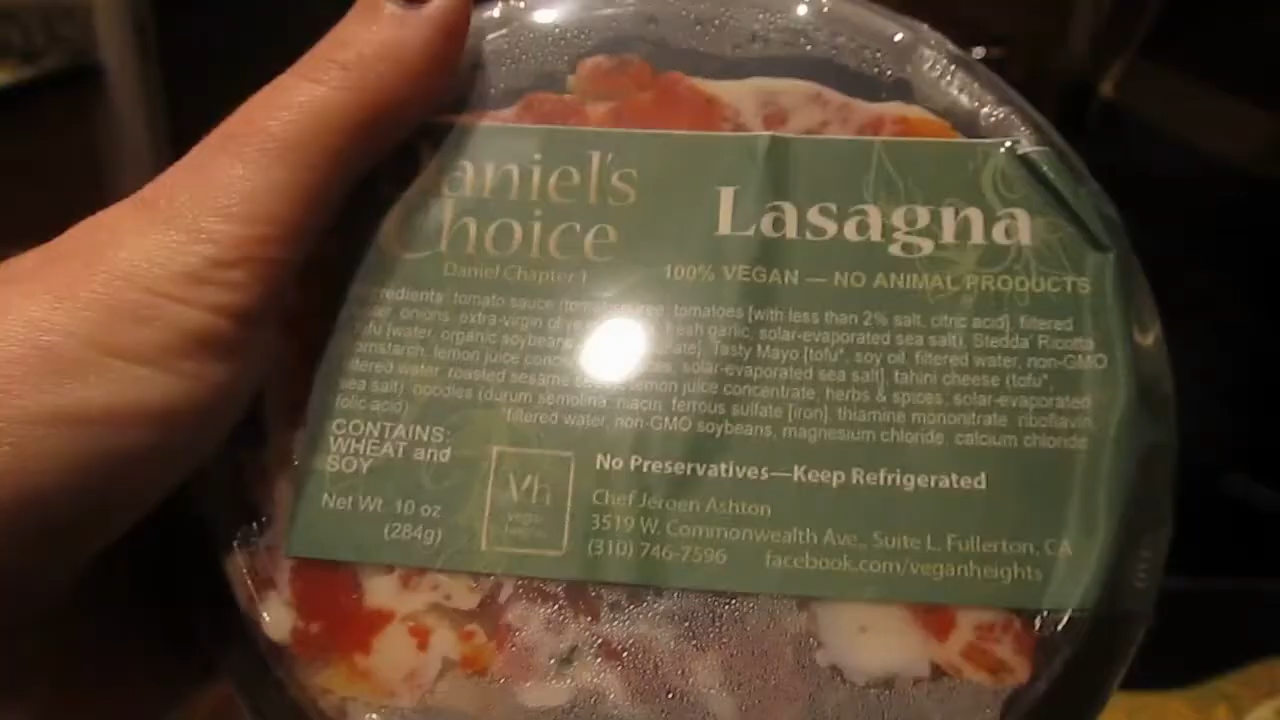 Daniel's
Choice
Daniel Chapter 1
Lasagna
100% VEGAN — NO ANIMAL PRODUCTS
redients: tomato sauce tomatoes [with less than 2% salt, citric acid], filtered
onions, extra-virgin fresh garlic, solar-evaporated sea salt), Stedda' Ricotta
[water, organic soybeans Tasty Mayo [tofu*, soy oil, filtered water, non-GMO
lemon juice solar-evaporated sea salt], tahini cheese (tofu*,
water, roasted sesame lemon juice concentrate, herbs & spices, solar-evaporated
sea salt), noodles (durum semolina, niacin, ferrous sulfate [iron], thiamine mononitrate, riboflavin,
folic acid)
*filtered water, non-GMO soybeans, magnesium chloride, calcium chloride
CONTAINS:
WHEAT and
SOY
Net Wt. 10 oz
(284g)
Vh
No Preservatives—Keep Refrigerated
Chef Jeroen Ashton
3519 W. Commonwealth Ave., Suite L, Fullerton, CA
(310) 746-7596 facebook.com/veganheights